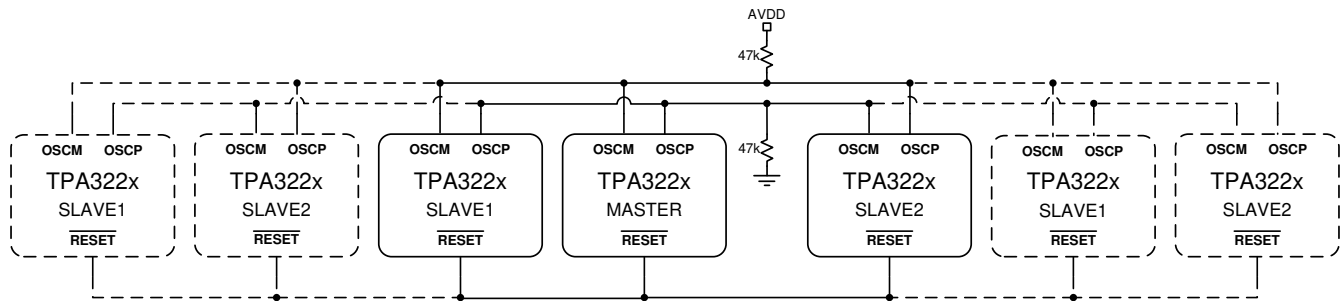 AVDD
47k
47k
OSCM OSCP
TPA322x
SLAVE1
RESET
OSCM OSCP
TPA322x
SLAVE2
RESET
OSCM OSCP
TPA322x
SLAVE1
RESET
OSCM OSCP
TPA322x
MASTER
RESET
OSCM OSCP
TPA322x
SLAVE2
RESET
OSCM OSCP
TPA322x
SLAVE1
RESET
OSCM OSCP
TPA322x
SLAVE2
RESET